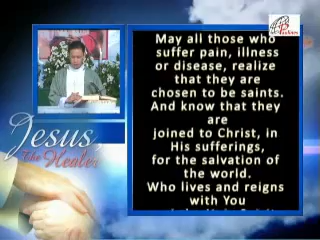 May all those who
suffer pain, illness
or disease, realize
that they are
chosen to be saints.
And know that they
are
joined to Christ, in
His sufferings,
for the salvation of
the world.
Who lives and reigns
with You
Jesus,
The Healer